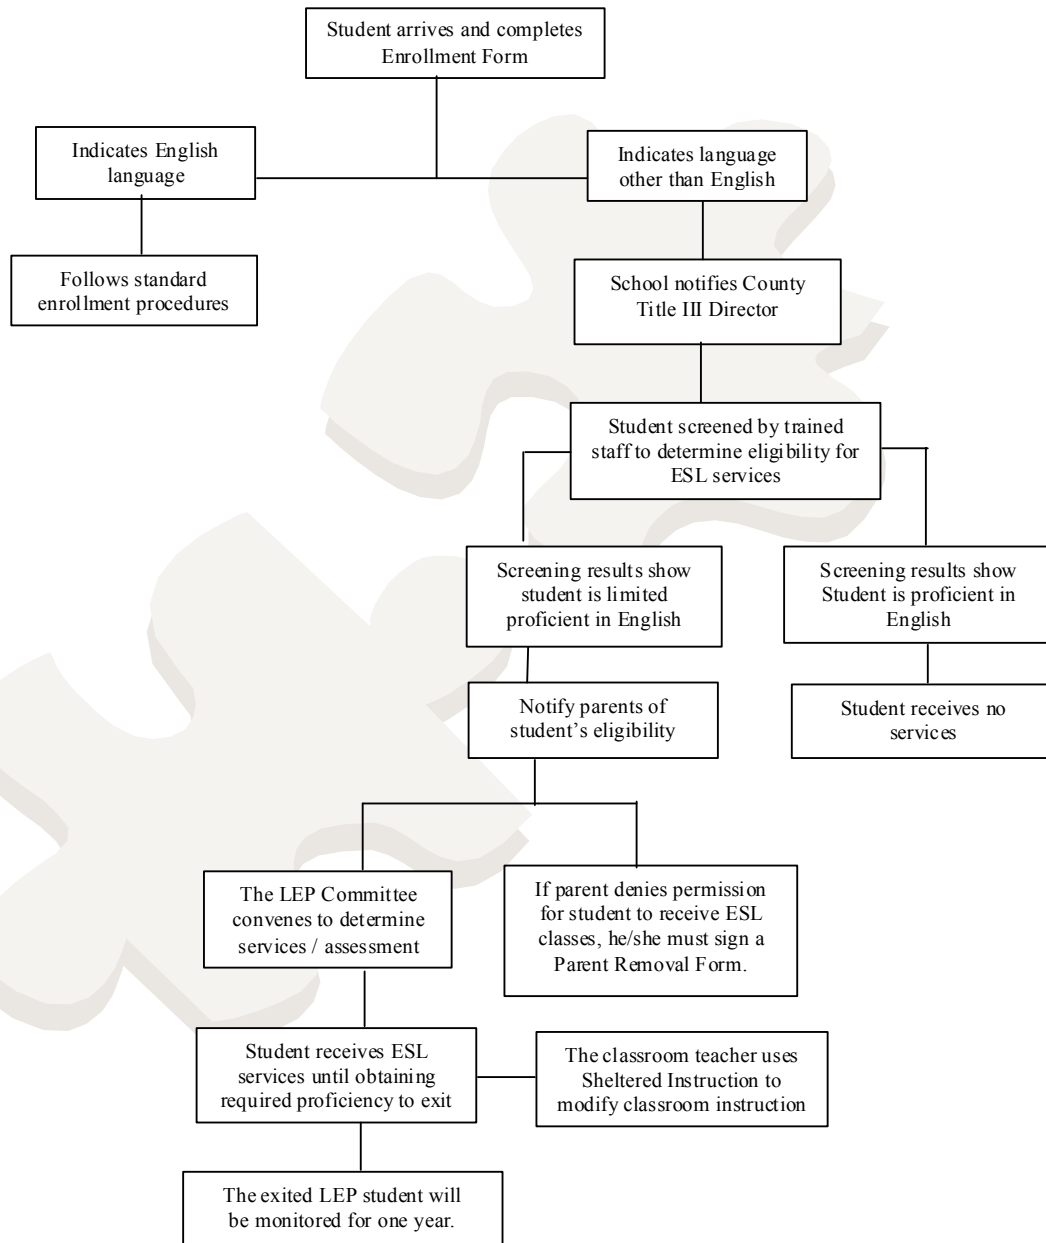 Student arrives and completes
Enrollment Form
Indicates English
language
Indicates language
other than English
Follows standard
enrollment procedures
School notifies County
Title III Director
Student screened by trained
staff to determine eligibility for
ESL services
Screening results show
student is limited
proficient in English
Screening results show
Student is proficient in
English
Notify parents of
student’s eligibility
Student receives no
services
The LEP Committee
convenes to determine
services / assessment
If parent denies permission
for student to receive ESL
classes, he/she must sign a
Parent Removal Form.
Student receives ESL
services until obtaining
required proficiency to exit
The classroom teacher uses
Sheltered Instruction to
modify classroom instruction
The exited LEP student will
be monitored for one year.